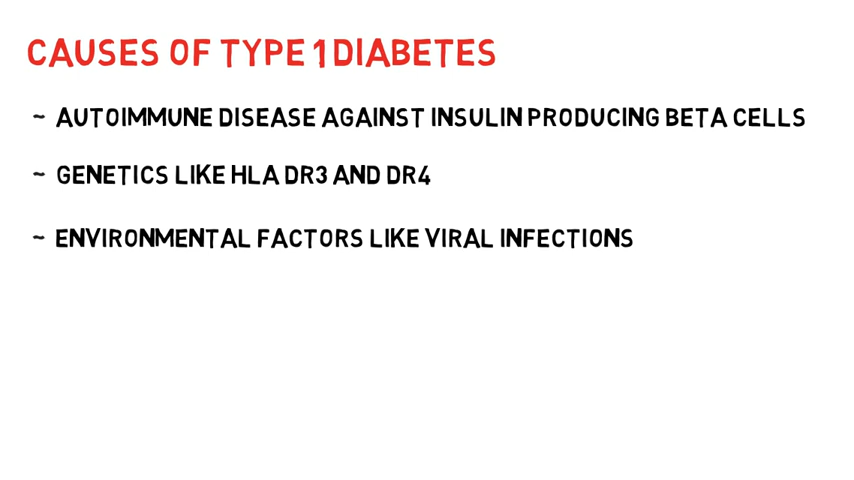 CAUSES OF TYPE 1 DIABETES
~ AUTOIMMUNE DISEASE AGAINST INSULIN PRODUCING BETA CELLS
~ GENETICS LIKE HLA DR3 AND DR4
~ ENVIRONMENTAL FACTORS LIKE VIRAL INFECTIONS